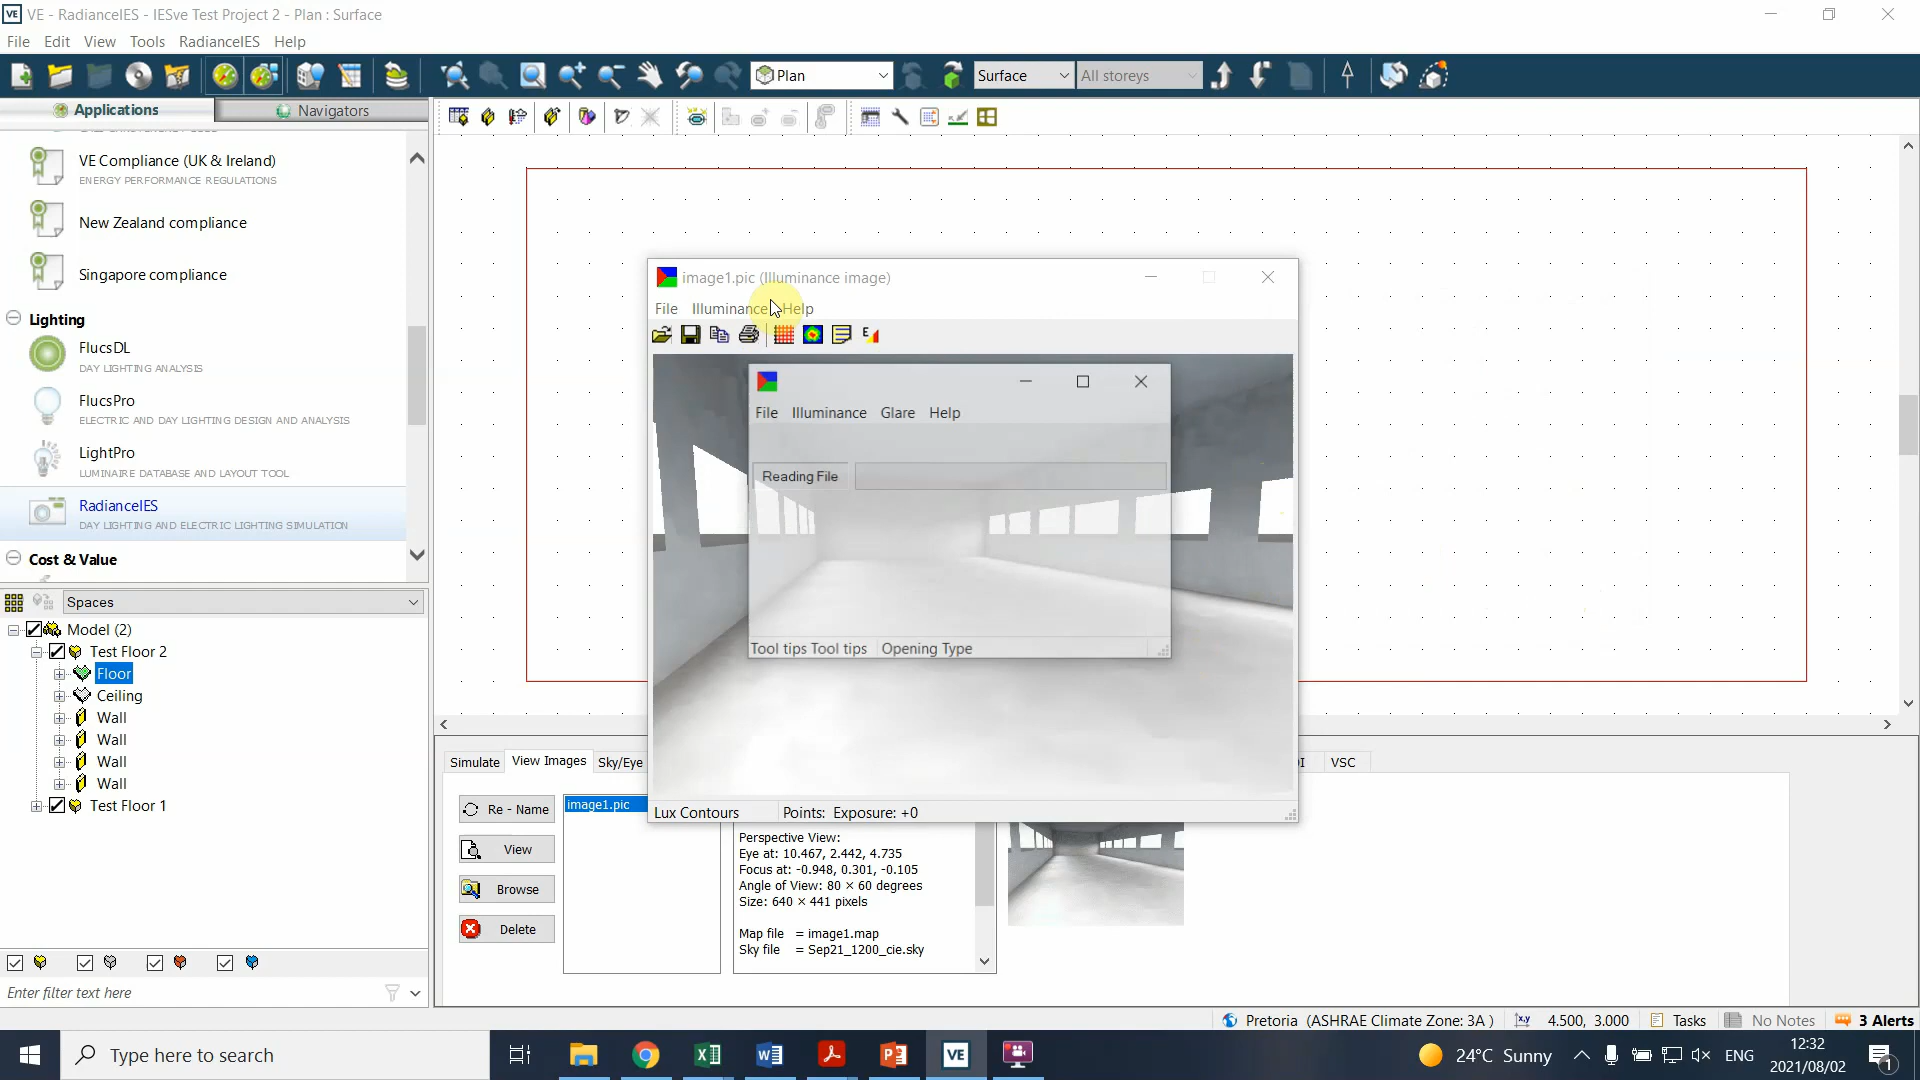 VE - RadianceIES - IESve Test Project 2 - Plan : Surface
File Edit View Tools RadianceIES Help
Plan
Surface
All storeys
Applications
Navigators
VE Compliance (UK & Ireland)
ENERGY PERFORMANCE REGULATIONS
New Zealand compliance
Singapore compliance
Lighting
FlucsDL
DAY LIGHTING ANALYSIS
FlucsPro
ELECTRIC AND DAY LIGHTING DESIGN AND ANALYSIS
LightPro
LUMINAIRE DATABASE AND LAYOUT TOOL
RadianceIES
DAY LIGHTING AND ELECTRIC LIGHTING SIMULATION
Cost & Value
Spaces
Model (2)
Test Floor 2
Floor
Ceiling
Wall
Wall
Wall
Wall
Test Floor 1
Enter filter text here
image1.pic (Illuminance image)
File Illuminance Help
File Illuminance Glare Help
Reading File
Tool tips Tool tips Opening Type
Lux Contours Points: Exposure: +0
Simulate View Images Sky/Eye VSC
Re - Name
View
Browse
Delete
image1.pic
Perspective View:
Eye at: 10.467, 2.442, 4.735
Focus at: -0.948, 0.301, -0.105
Angle of View: 80 × 60 degrees
Size: 640 × 441 pixels
Map file = image1.map
Sky file = Sep21_1200_cie.sky
Pretoria (ASHRAE Climate Zone: 3A ) 4.500, 3.000 Tasks No Notes 3 Alerts
Type here to search
24°C Sunny
ENG
12:32
2021/08/02
1